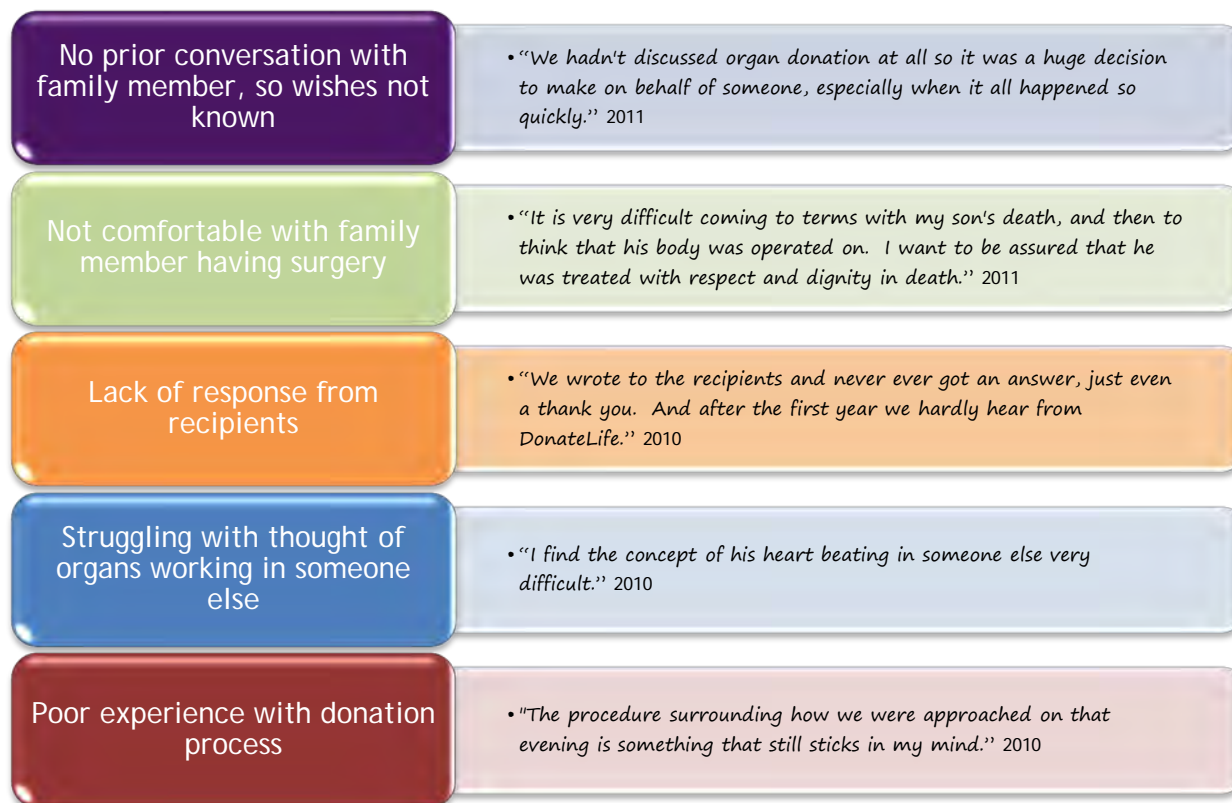 No prior conversation with
family member, so wishes not
known
• “We hadn't discussed organ donation at all so it was a huge decision
to make on behalf of someone, especially when it all happened so
quickly.’’ 2011
Not comfortable with family
member having surgery
• “It is very difficult coming to terms with my son's death, and then to
think that his body was operated on. I want to be assured that he
was treated with respect and dignity in death.’’ 2011
Lack of response from
recipients
• “We wrote to the recipients and never ever got an answer, just even
a thank you. And after the first year we hardly hear from
DonateLife.’’ 2010
Struggling with thought of
organs working in someone
else
• “I find the concept of his heart beating in someone else very
difficult.’’ 2010
Poor experience with donation
process
• "The procedure surrounding how we were approached on that
evening is something that still sticks in my mind.’’ 2010